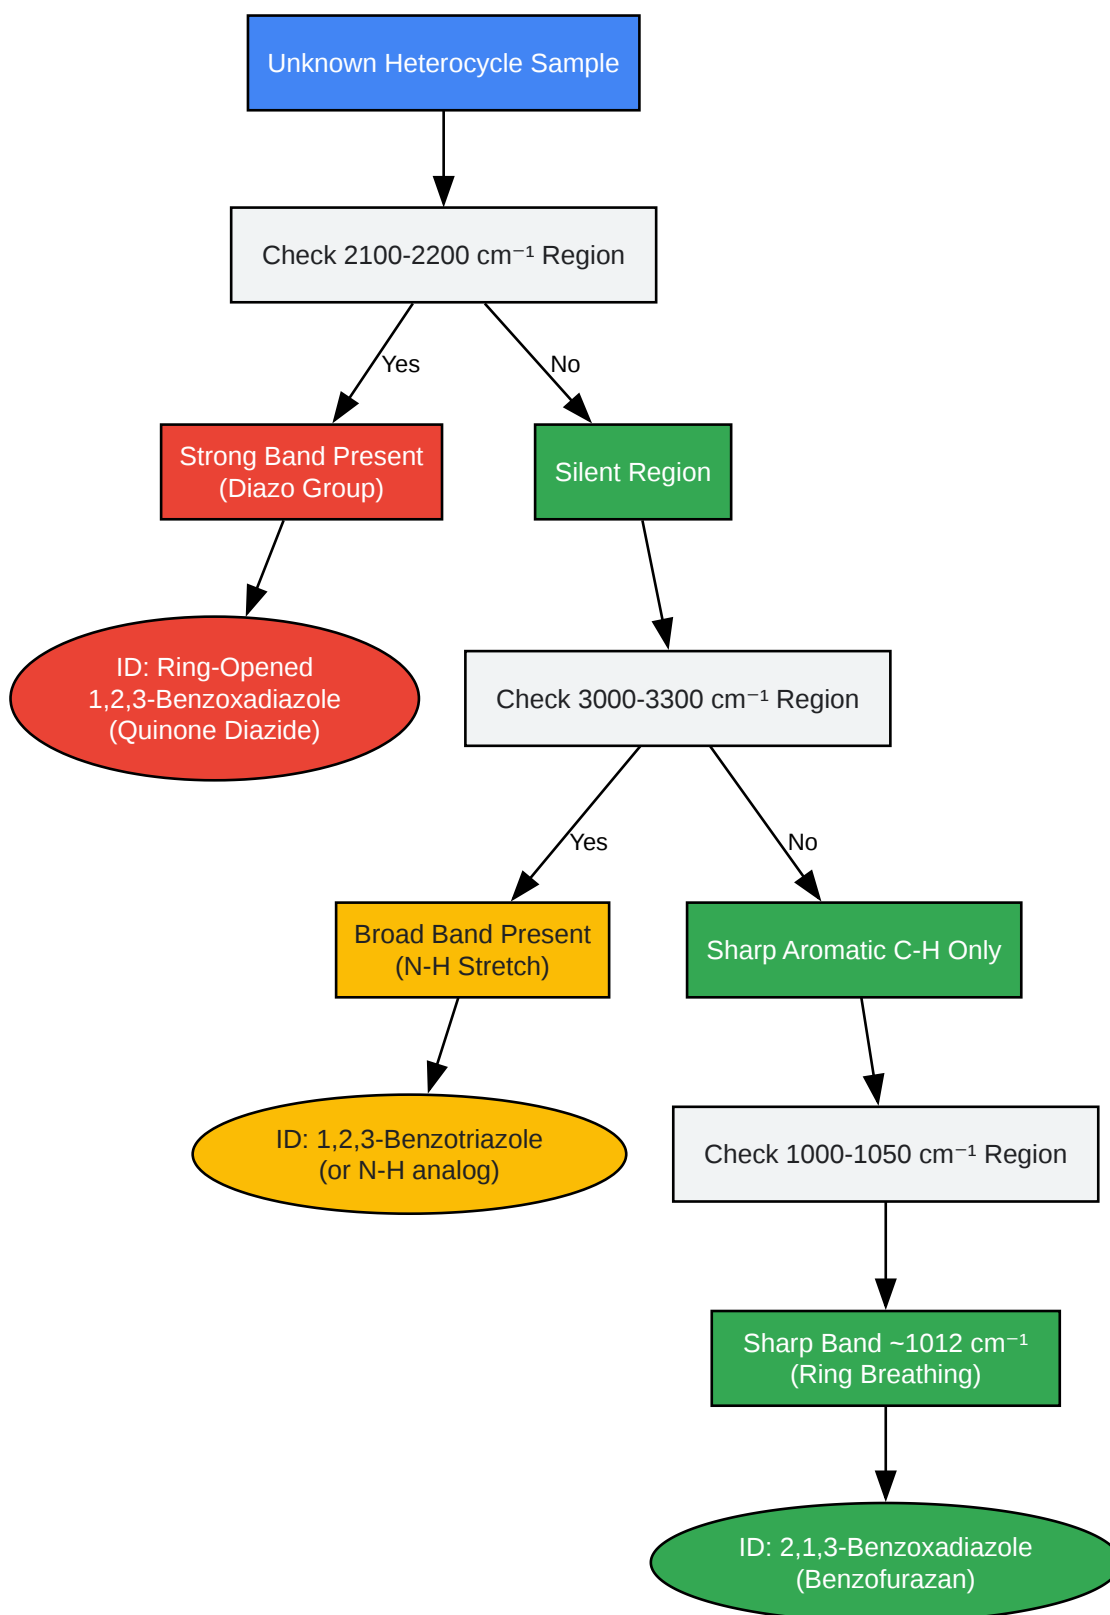 Unknown Heterocycle Sample
Check 2100-2200 cm⁻¹ Region
Yes
No
Strong Band Present
(Diazo Group)
Silent Region
ID: Ring-Opened
1,2,3-Benzoxadiazole
(Quinone Diazide)
Check 3000-3300 cm⁻¹ Region
Yes
No
Broad Band Present
(N-H Stretch)
Sharp Aromatic C-H Only
ID: 1,2,3-Benzotriazole
(or N-H analog)
Check 1000-1050 cm⁻¹ Region
Sharp Band ~1012 cm⁻¹
(Ring Breathing)
ID: 2,1,3-Benzoxadiazole
(Benzofurazan)